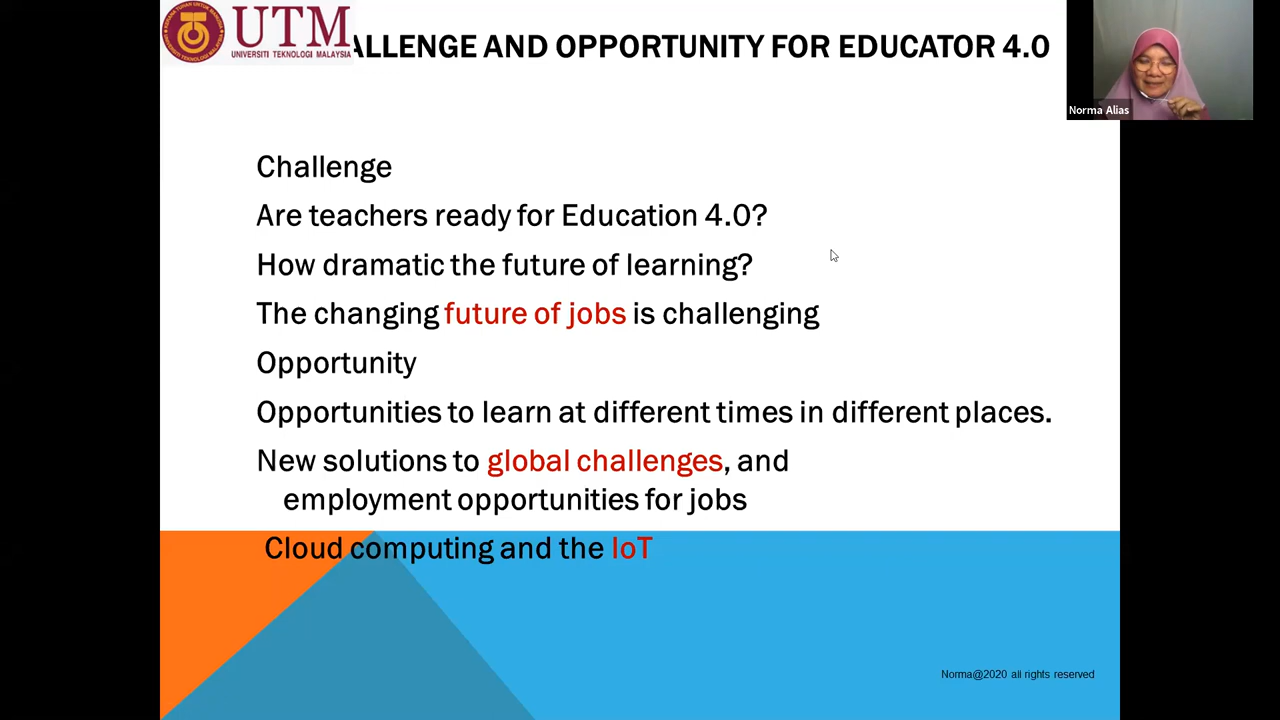 UTM
UNIVERSITI TEKNOLOGI MALAYSIA
ALLENGE AND OPPORTUNITY FOR EDUCATOR 4.0
Norma Alias
Challenge
Are teachers ready for Education 4.0?
How dramatic the future of learning?
The changing future of jobs is challenging
Opportunity
Opportunities to learn at different times in different places.
New solutions to global challenges, and
employment opportunities for jobs
Cloud computing and the IoT
Norma@2020 all rights reserved